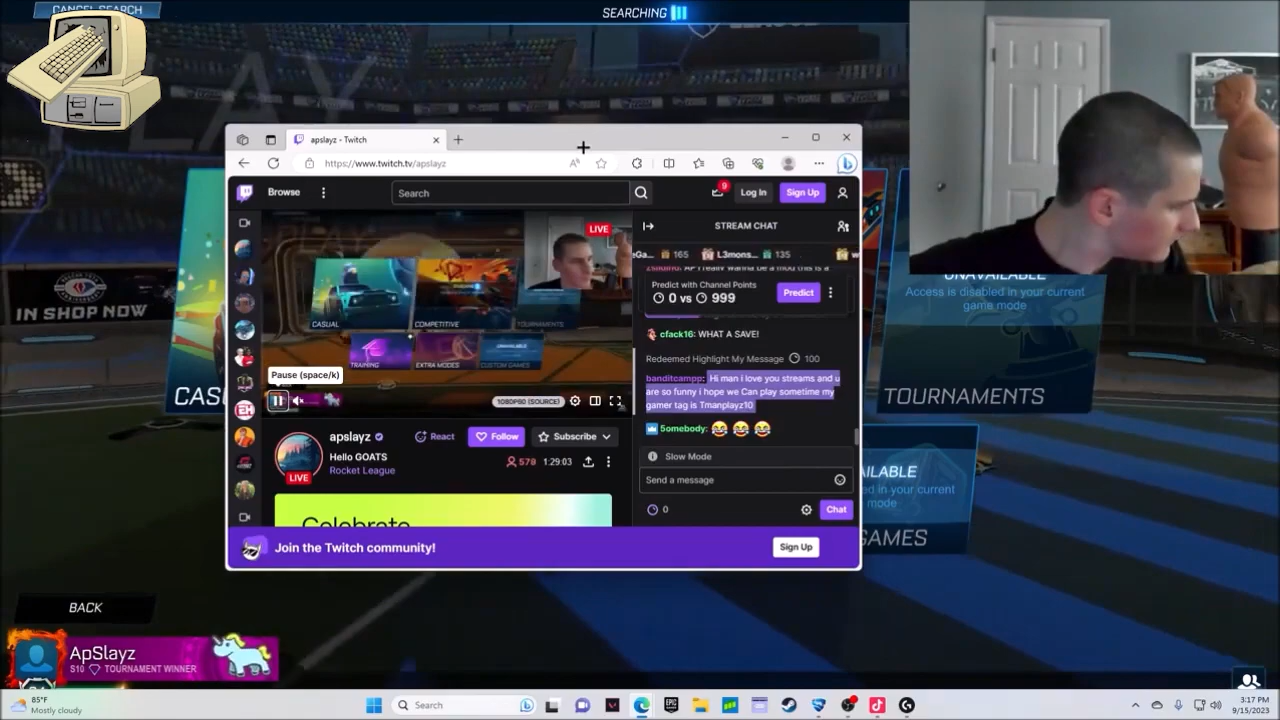 CANCEL SEARCH
SEARCHING
PLAY
apslayz - Twitch
https://www.twitch.tv/apslayz
Browse
Search
9
Log In
Sign Up
LIVE
STREAM CHAT
165
L3mons...
135
Predict with Channel Points
0 vs 999
Predict
cfack16: WHAT A SAVE!
Redeemed Highlight My Message 100
banditcampp: Hi man i love you streams and u
are so funny i hope we Can play sometime my
gamer tag is Tmanplayz10
5omebody:
Slow Mode
Send a message
0
Chat
CASUAL
COMPETITIVE
TOURNAMENTS
TRAINING
EXTRA MODES
Pause (space/k)
1080P60 (SOURCE)
apslayz
React
Follow
Subscribe
Hello GOATS
Rocket League
578
1:29:03
LIVE
Celebrate
Join the Twitch community!
Sign Up
IN SHOP NOW
CAS
UNAVAILABLE
Access is disabled in your current
game mode
TOURNAMENTS
AILABLE
ed in your current
mode
GAMES
BACK
ApSlayz
S10 TOURNAMENT WINNER
85°F
Mostly cloudy
Search
3:17 PM
9/15/2023